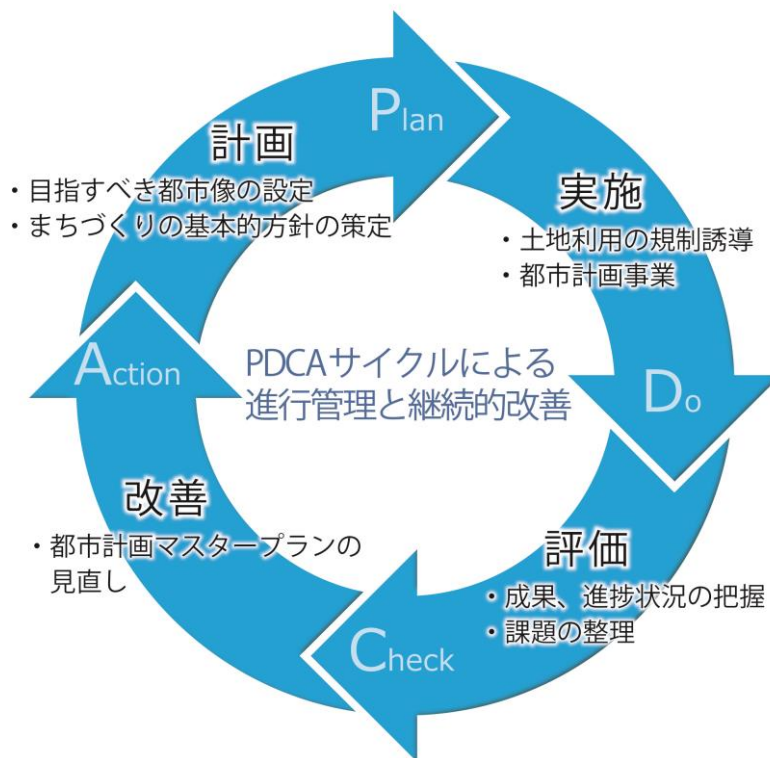 Plan
計画
・目指すべき都市像の設定
・まちづくりの基本的方針の策定
実施
・土地利用の規制誘導
・都市計画事業
Do
PDCAサイクルによる
進行管理と継続的改善
評価
・成果、進捗状況の把握
・課題の整理
Check
改善
・都市計画マスタープランの
見直し
Action